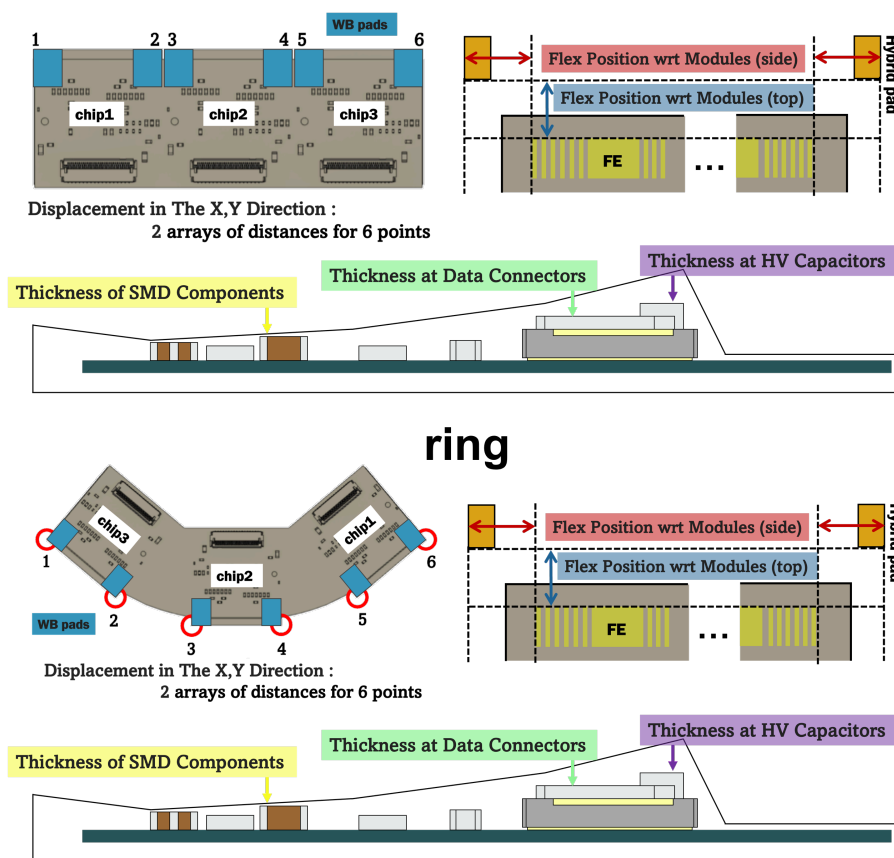 WB pads
1 2 3 4 5 6
chip1 chip2 chip3
Displacement in The X,Y Direction :
2 arrays of distances for 6 points
Flex Position wrt Modules (side)
Hybrid pad
Flex Position wrt Modules (top)
FE ...
Thickness of SMD Components
Thickness at Data Connectors
Thickness at HV Capacitors
ring
chip3
chip2
chip1
1
2
3
4
5
6
WB pads
Displacement in The X,Y Direction :
2 arrays of distances for 6 points
Flex Position wrt Modules (side)
Flex Position wrt Modules (top)
FE ...
Thickness of SMD Components
Thickness at Data Connectors
Thickness at HV Capacitors